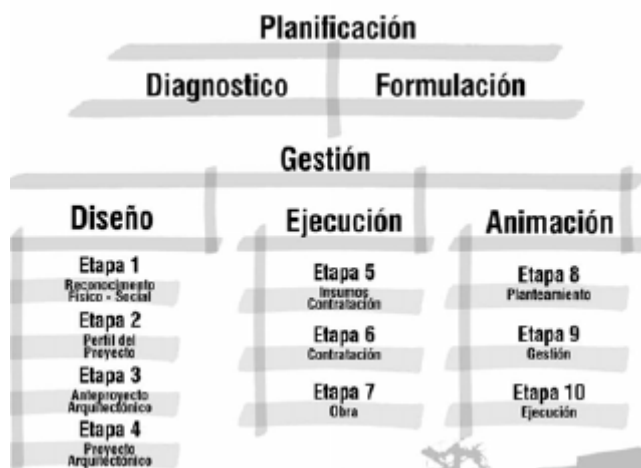 Planificación
Diagnostico Formulación
Gestión
Diseño Ejecución Animación
Etapa 1
Reconocimento
Fisico - Social
Etapa 2
Perfil del
Proyecto
Etapa 3
Anteproyecto
Arquitectónico
Etapa 4
Proyecto
Arquitectónico
Etapa 5
Insumos
Contratación
Etapa 6
Contratación
Etapa 7
Obra
Etapa 8
Planteamiento
Etapa 9
Gestión
Etapa 10
Ejecución